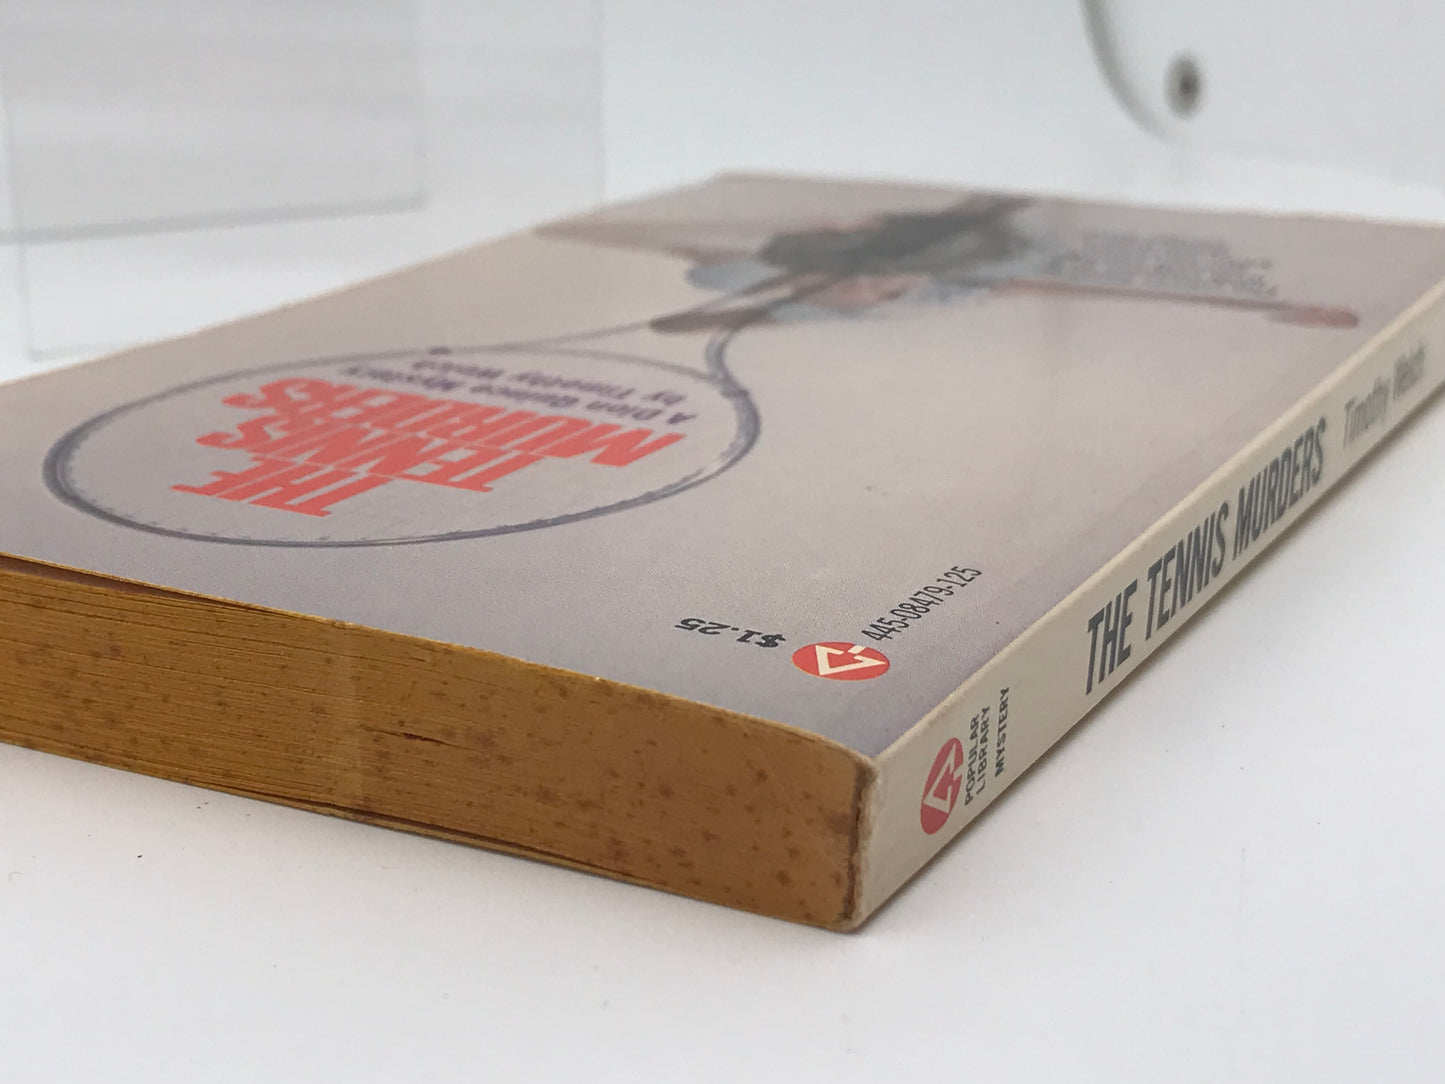 THE
TENNIS
MURDERS
A Dion Quince Mystery
by Timothy Welch
$1.25
445-08479-125
POPULAR
LIBRARY
MYSTERY
THE TENNIS MURDERS Timothy Welch